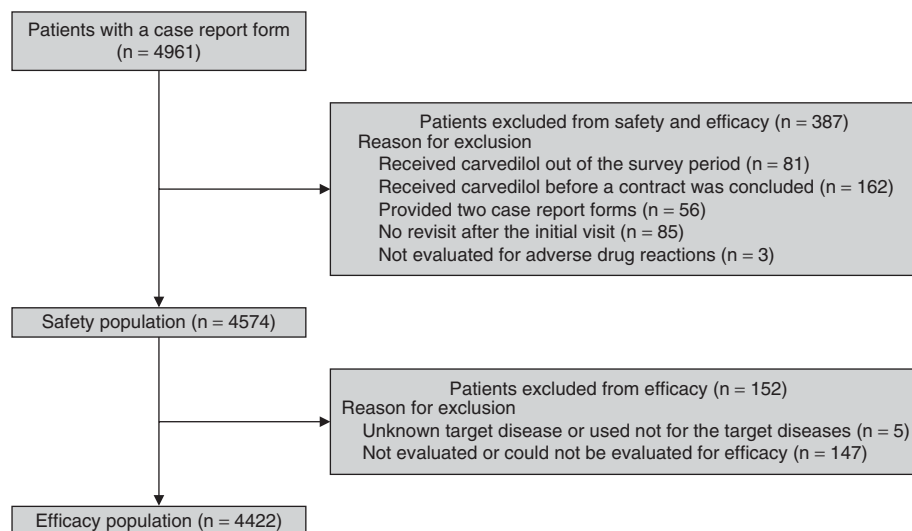 Patients with a case report form
(n = 4961)
Patients excluded from safety and efficacy (n = 387)
Reason for exclusion
Received carvedilol out of the survey period (n = 81)
Received carvedilol before a contract was concluded (n = 162)
Provided two case report forms (n = 56)
No revisit after the initial visit (n = 85)
Not evaluated for adverse drug reactions (n = 3)
Safety population (n = 4574)
Patients excluded from efficacy (n = 152)
Reason for exclusion
Unknown target disease or used not for the target diseases (n = 5)
Not evaluated or could not be evaluated for efficacy (n = 147)
Efficacy population (n = 4422)